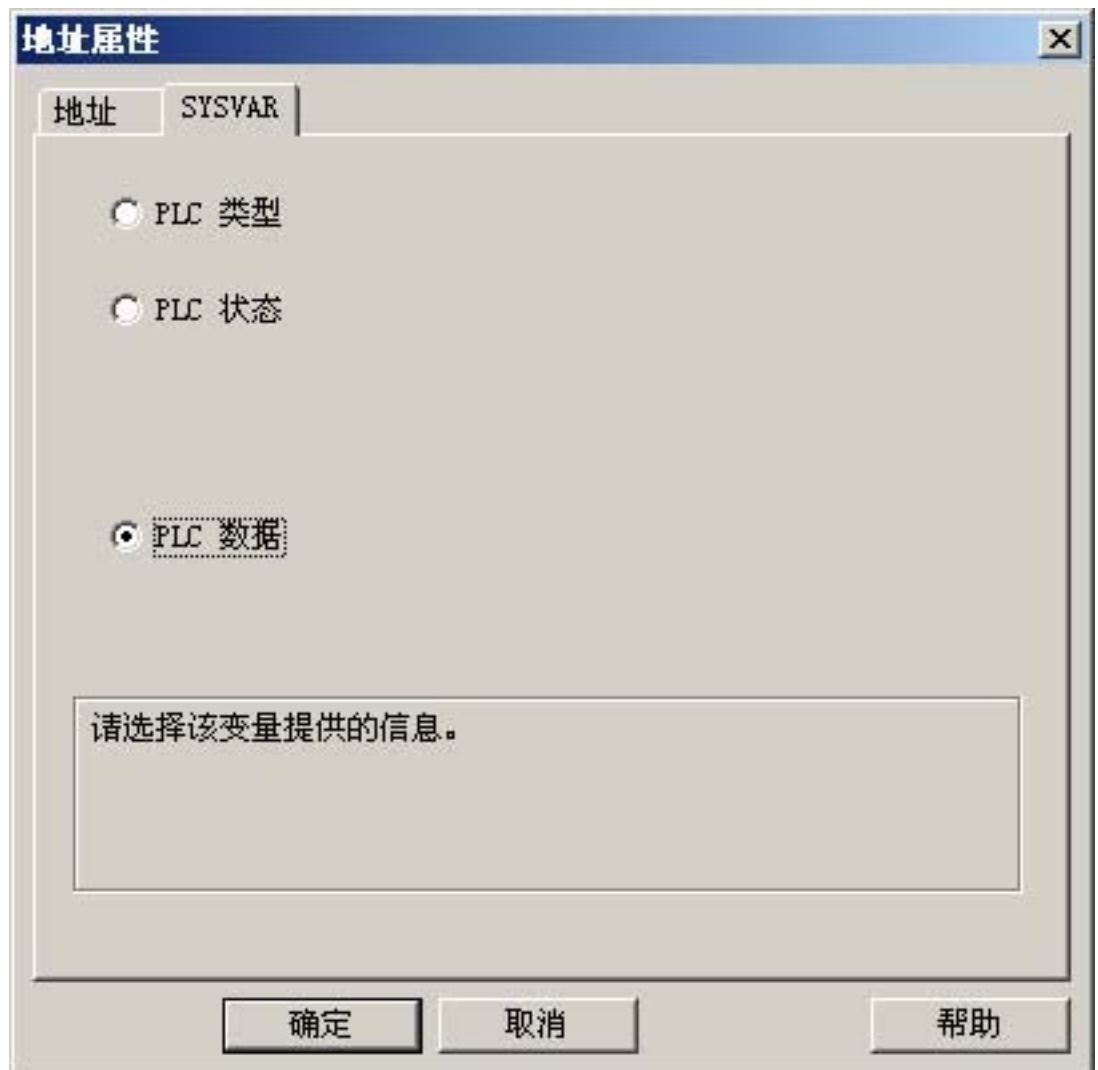 地址属性
地址 SYSVAR
PLC 类型
PLC 状态
PLC 数据
请选择该变量提供的信息。
确定 取消 帮助